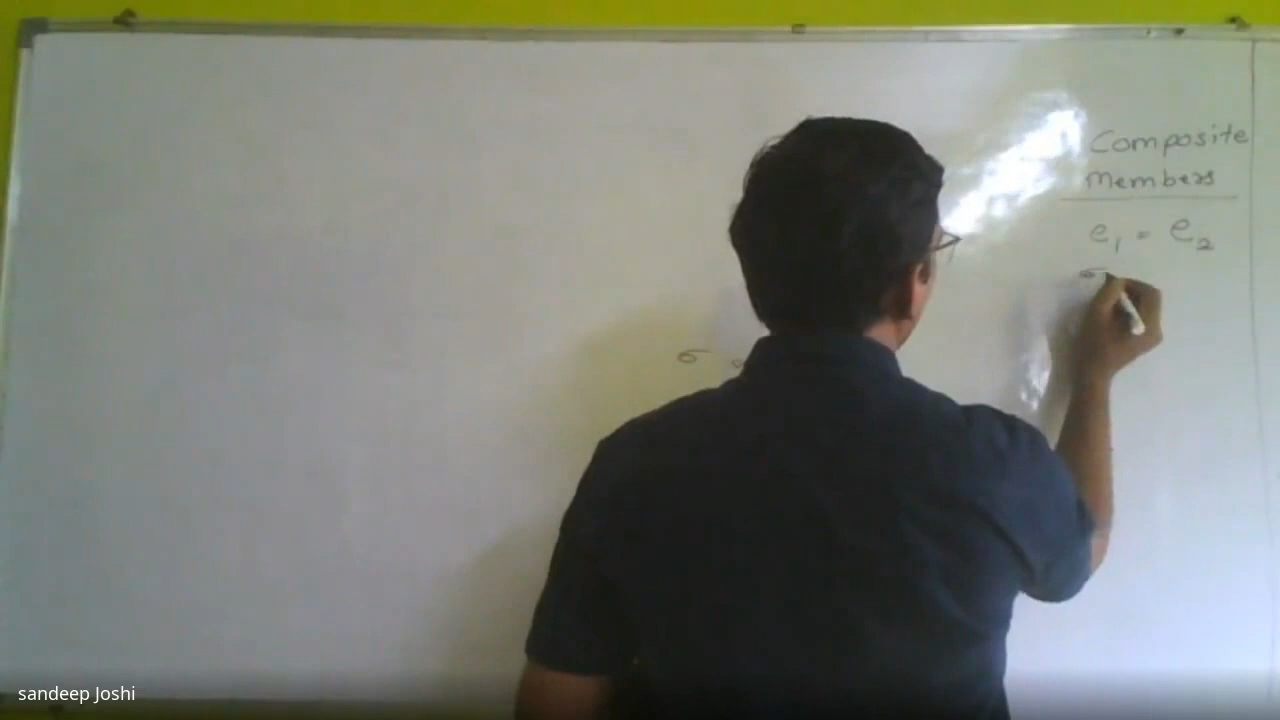 Composite
Members
e₁ = e₂
σ
σ
sandeep Joshi